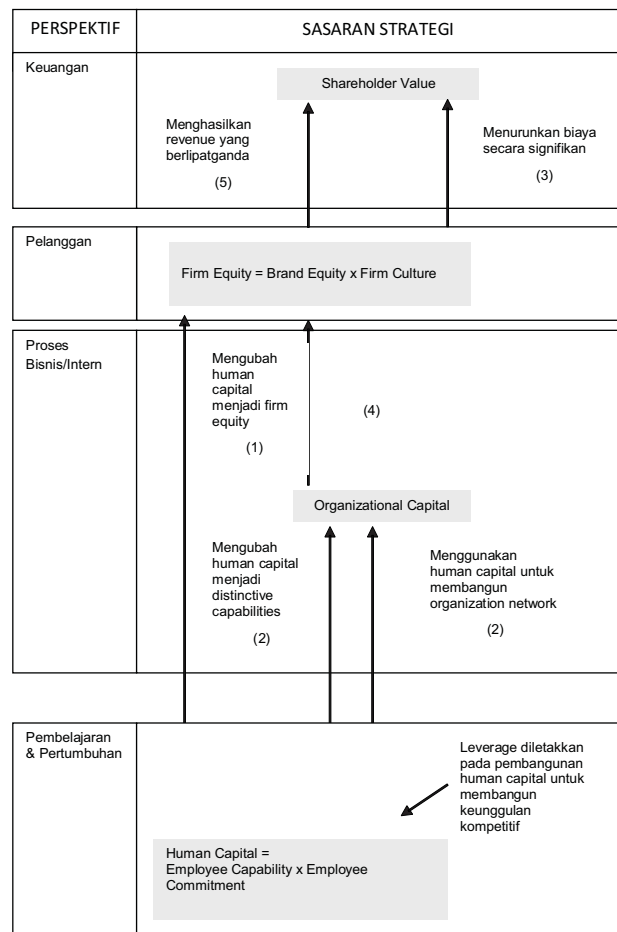 PERSPEKTIF
SASARAN STRATEGI
Keuangan
Shareholder Value
Menghasilkan
revenue yang
berlipatganda
(5)
Menurunkan biaya
secara signifikan
(3)
Pelanggan
Firm Equity = Brand Equity x Firm Culture
Proses
Bisnis/Intern
Mengubah
human
capital
menjadi firm
equity
(1)
(4)
Organizational Capital
Mengubah
human capital
menjadi
distinctive
capabilities
(2)
Menggunakan
human capital untuk
membangun
organization network
(2)
Pembelajaran
& Pertumbuhan
Leverage diletakkan
pada pembangunan
human capital untuk
membangun
keunggulan
kompetitif
Human Capital =
Employee Capability x Employee
Commitment